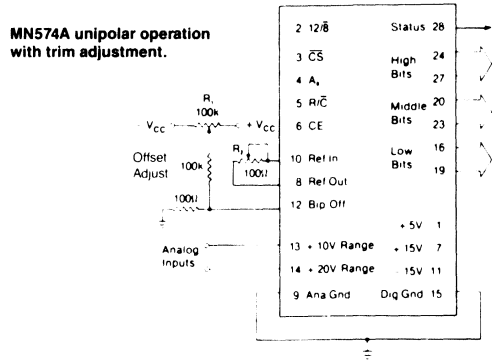 MN574A unipolar operation
with trim adjustment.
2 12/8̅
Status 28
3 C̅S̅
High Bits 24
27
4 A₀
5 R/C̅
Middle Bits 20
23
6 CE
Low Bits 16
19
10 Ref In
8 Ref Out
12 Bip Off
+5V 1
13 +10V Range
+15V 7
14 +20V Range
15V 11
9 Ana Gnd
Dig Gnd 15
R₁
100k
- Vcc
+ Vcc
R₂
100Ω
Offset
Adjust
100k
100Ω
Analog
Inputs